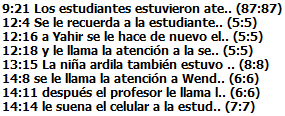 9:21 Los estudiantes estuvieron ate.. (87:87)
12:4 Se le recuerda a la estudiante.. (5:5)
12:16 a Yahir se le hace de nuevo el.. (5:5)
12:18 y le llama la atención a la se.. (5:5)
13:15 La niña ardila también estuvo .. (8:8)
14:8 se le llama la atención a Wend.. (6:6)
14:11 después el profesor le llama l.. (6:6)
14:14 le suena el celular a la estud.. (7:7)